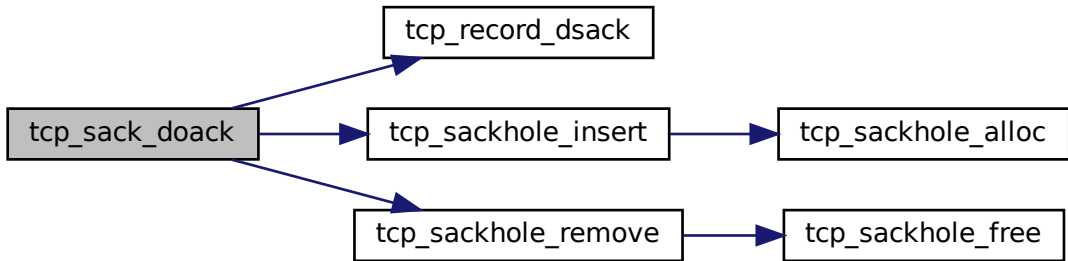 tcp_record_dsack
tcp_sack_doack
tcp_sackhole_insert
tcp_sackhole_alloc
tcp_sackhole_remove
tcp_sackhole_free